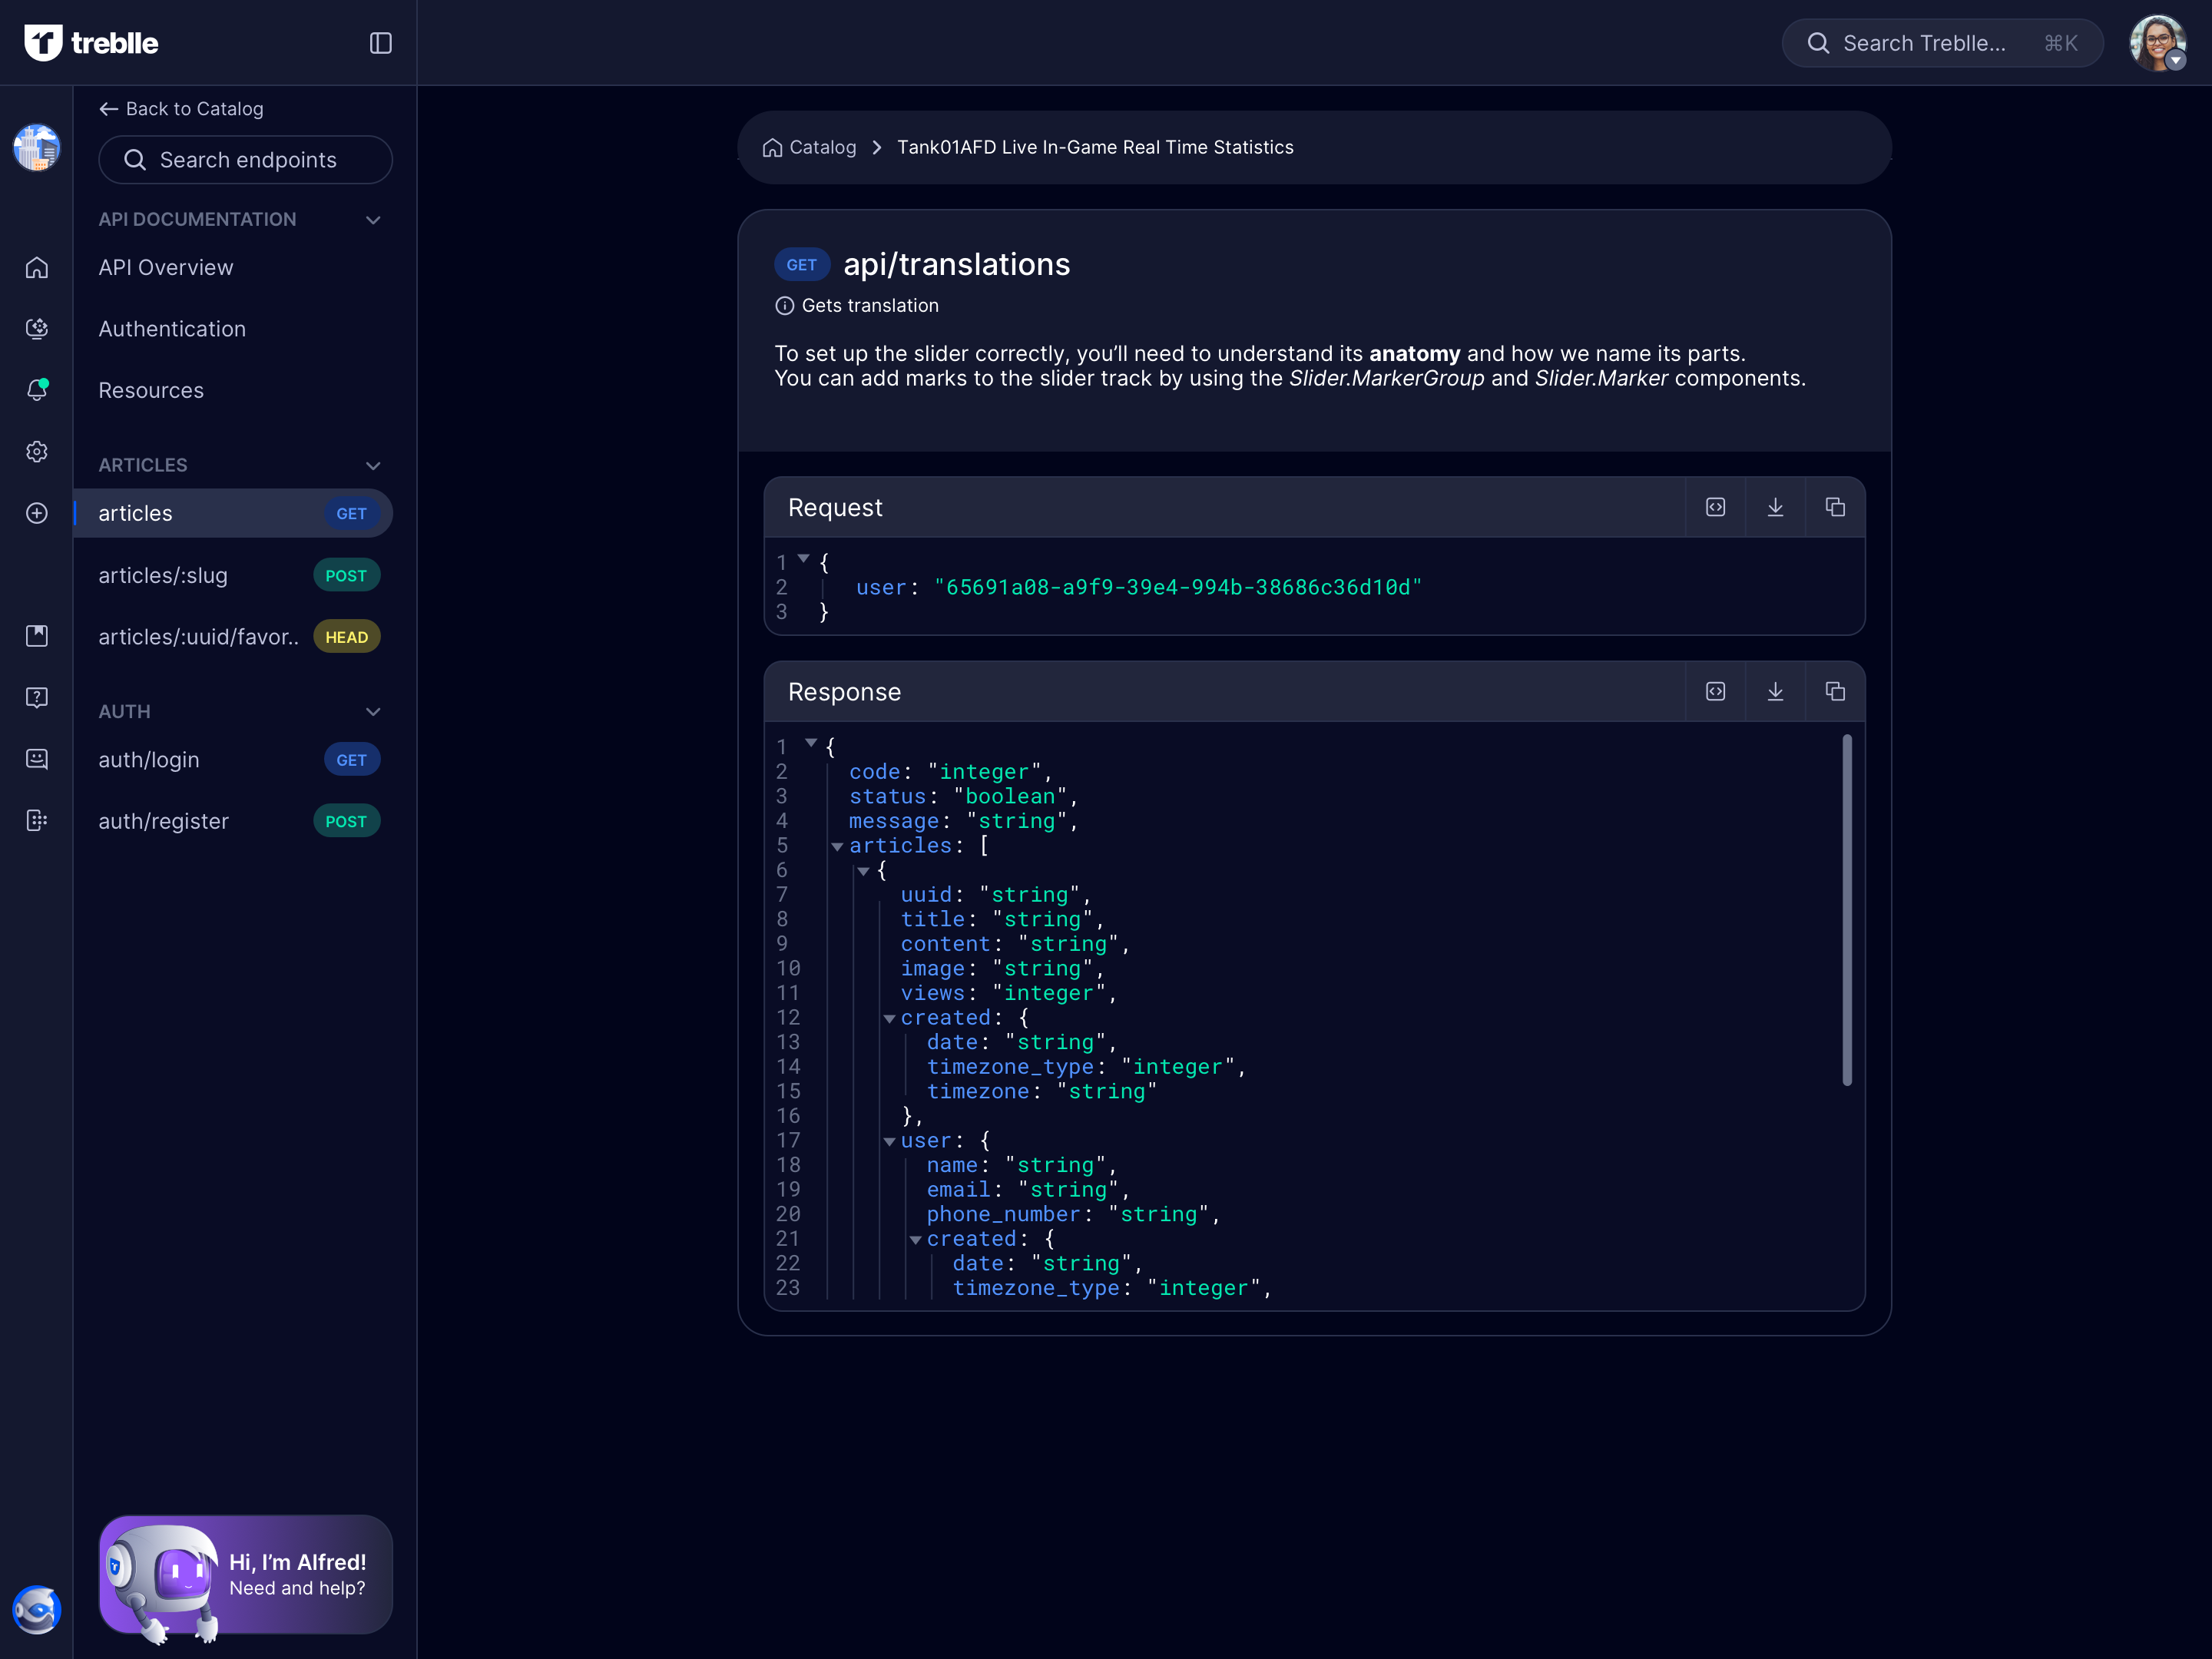 treblle
Search Treblle...
⌘K
Back to Catalog
Search endpoints
API DOCUMENTATION
API Overview
Authentication
Resources
ARTICLES
articles GET
articles/:slug POST
articles/:uuid/favor.. HEAD
AUTH
auth/login GET
auth/register POST
Hi, I’m Alfred!
Need and help?
Catalog > Tank01AFD Live In-Game Real Time Statistics
GET api/translations
Gets translation
To set up the slider correctly, you’ll need to understand its anatomy and how we name its parts.
You can add marks to the slider track by using the Slider.MarkerGroup and Slider.Marker components.
Request
1 {
2 user: "65691a08-a9f9-39e4-994b-38686c36d10d"
3 }
Response
1 {
2 code: "integer",
3 status: "boolean",
4 message: "string",
5 articles: [
6 {
7 uuid: "string",
8 title: "string",
9 content: "string",
10 image: "string",
11 views: "integer",
12 created: {
13 date: "string",
14 timezone_type: "integer",
15 timezone: "string"
16 },
17 user: {
18 name: "string",
19 email: "string",
20 phone_number: "string",
21 created: {
22 date: "string",
23 timezone_type: "integer",